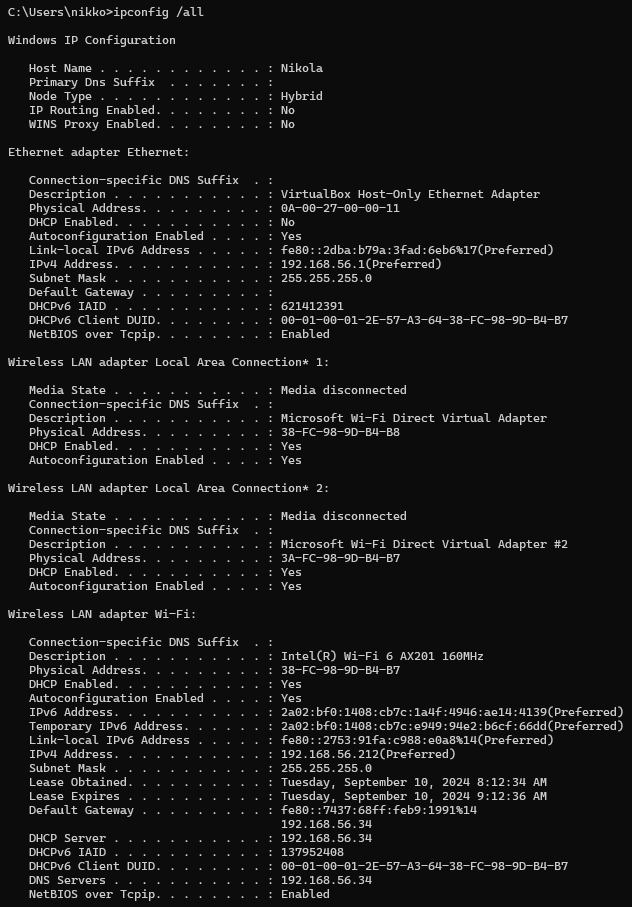 C:\Users\nikko>ipconfig /all
Windows IP Configuration
Host Name . . . . . . . . . . . . : Nikola
Primary Dns Suffix  . . . . . . . :
Node Type . . . . . . . . . . . . : Hybrid
IP Routing Enabled. . . . . . . . : No
WINS Proxy Enabled. . . . . . . . : No
Ethernet adapter Ethernet:
Connection-specific DNS Suffix  . :
Description . . . . . . . . . . . : VirtualBox Host-Only Ethernet Adapter
Physical Address. . . . . . . . . : 0A-00-27-00-00-11
DHCP Enabled. . . . . . . . . . . : No
Autoconfiguration Enabled . . . . : Yes
Link-local IPv6 Address . . . . . : fe80::2dba:b79a:3fad:6eb6%17(Preferred)
IPv4 Address. . . . . . . . . . . : 192.168.56.1(Preferred)
Subnet Mask . . . . . . . . . . . : 255.255.255.0
Default Gateway . . . . . . . . . :
DHCPv6 IAID . . . . . . . . . . . : 621412391
DHCPv6 Client DUID. . . . . . . . : 00-01-00-01-2E-57-A3-64-38-FC-98-9D-B4-B7
NetBIOS over Tcpip. . . . . . . . : Enabled
Wireless LAN adapter Local Area Connection* 1:
Media State . . . . . . . . . . . : Media disconnected
Connection-specific DNS Suffix  . :
Description . . . . . . . . . . . : Microsoft Wi-Fi Direct Virtual Adapter
Physical Address. . . . . . . . . : 38-FC-98-9D-B4-B8
DHCP Enabled. . . . . . . . . . . : Yes
Autoconfiguration Enabled . . . . : Yes
Wireless LAN adapter Local Area Connection* 2:
Media State . . . . . . . . . . . : Media disconnected
Connection-specific DNS Suffix  . :
Description . . . . . . . . . . . : Microsoft Wi-Fi Direct Virtual Adapter #2
Physical Address. . . . . . . . . : 3A-FC-98-9D-B4-B7
DHCP Enabled. . . . . . . . . . . : Yes
Autoconfiguration Enabled . . . . : Yes
Wireless LAN adapter Wi-Fi:
Connection-specific DNS Suffix  . :
Description . . . . . . . . . . . : Intel(R) Wi-Fi 6 AX201 160MHz
Physical Address. . . . . . . . . : 38-FC-98-9D-B4-B7
DHCP Enabled. . . . . . . . . . . : Yes
Autoconfiguration Enabled . . . . : Yes
IPv6 Address. . . . . . . . . . . : 2a02:bf0:1408:cb7c:1a4f:4946:ae14:4139(Preferred)
Temporary IPv6 Address. . . . . . : 2a02:bf0:1408:cb7c:e949:94e2:b6cf:66dd(Preferred)
Link-local IPv6 Address . . . . . : fe80::2753:91fa:c988:e0a8%14(Preferred)
IPv4 Address. . . . . . . . . . . : 192.168.56.212(Preferred)
Subnet Mask . . . . . . . . . . . : 255.255.255.0
Lease Obtained. . . . . . . . . . : Tuesday, September 10, 2024 8:12:34 AM
Lease Expires . . . . . . . . . . : Tuesday, September 10, 2024 9:12:36 AM
Default Gateway . . . . . . . . . : fe80::7437:68ff:feb9:1991%14
192.168.56.34
DHCP Server . . . . . . . . . . . : 192.168.56.34
DHCPv6 IAID . . . . . . . . . . . : 137952408
DHCPv6 Client DUID. . . . . . . . : 00-01-00-01-2E-57-A3-64-38-FC-98-9D-B4-B7
DNS Servers . . . . . . . . . . . : 192.168.56.34
NetBIOS over Tcpip. . . . . . . . : Enabled